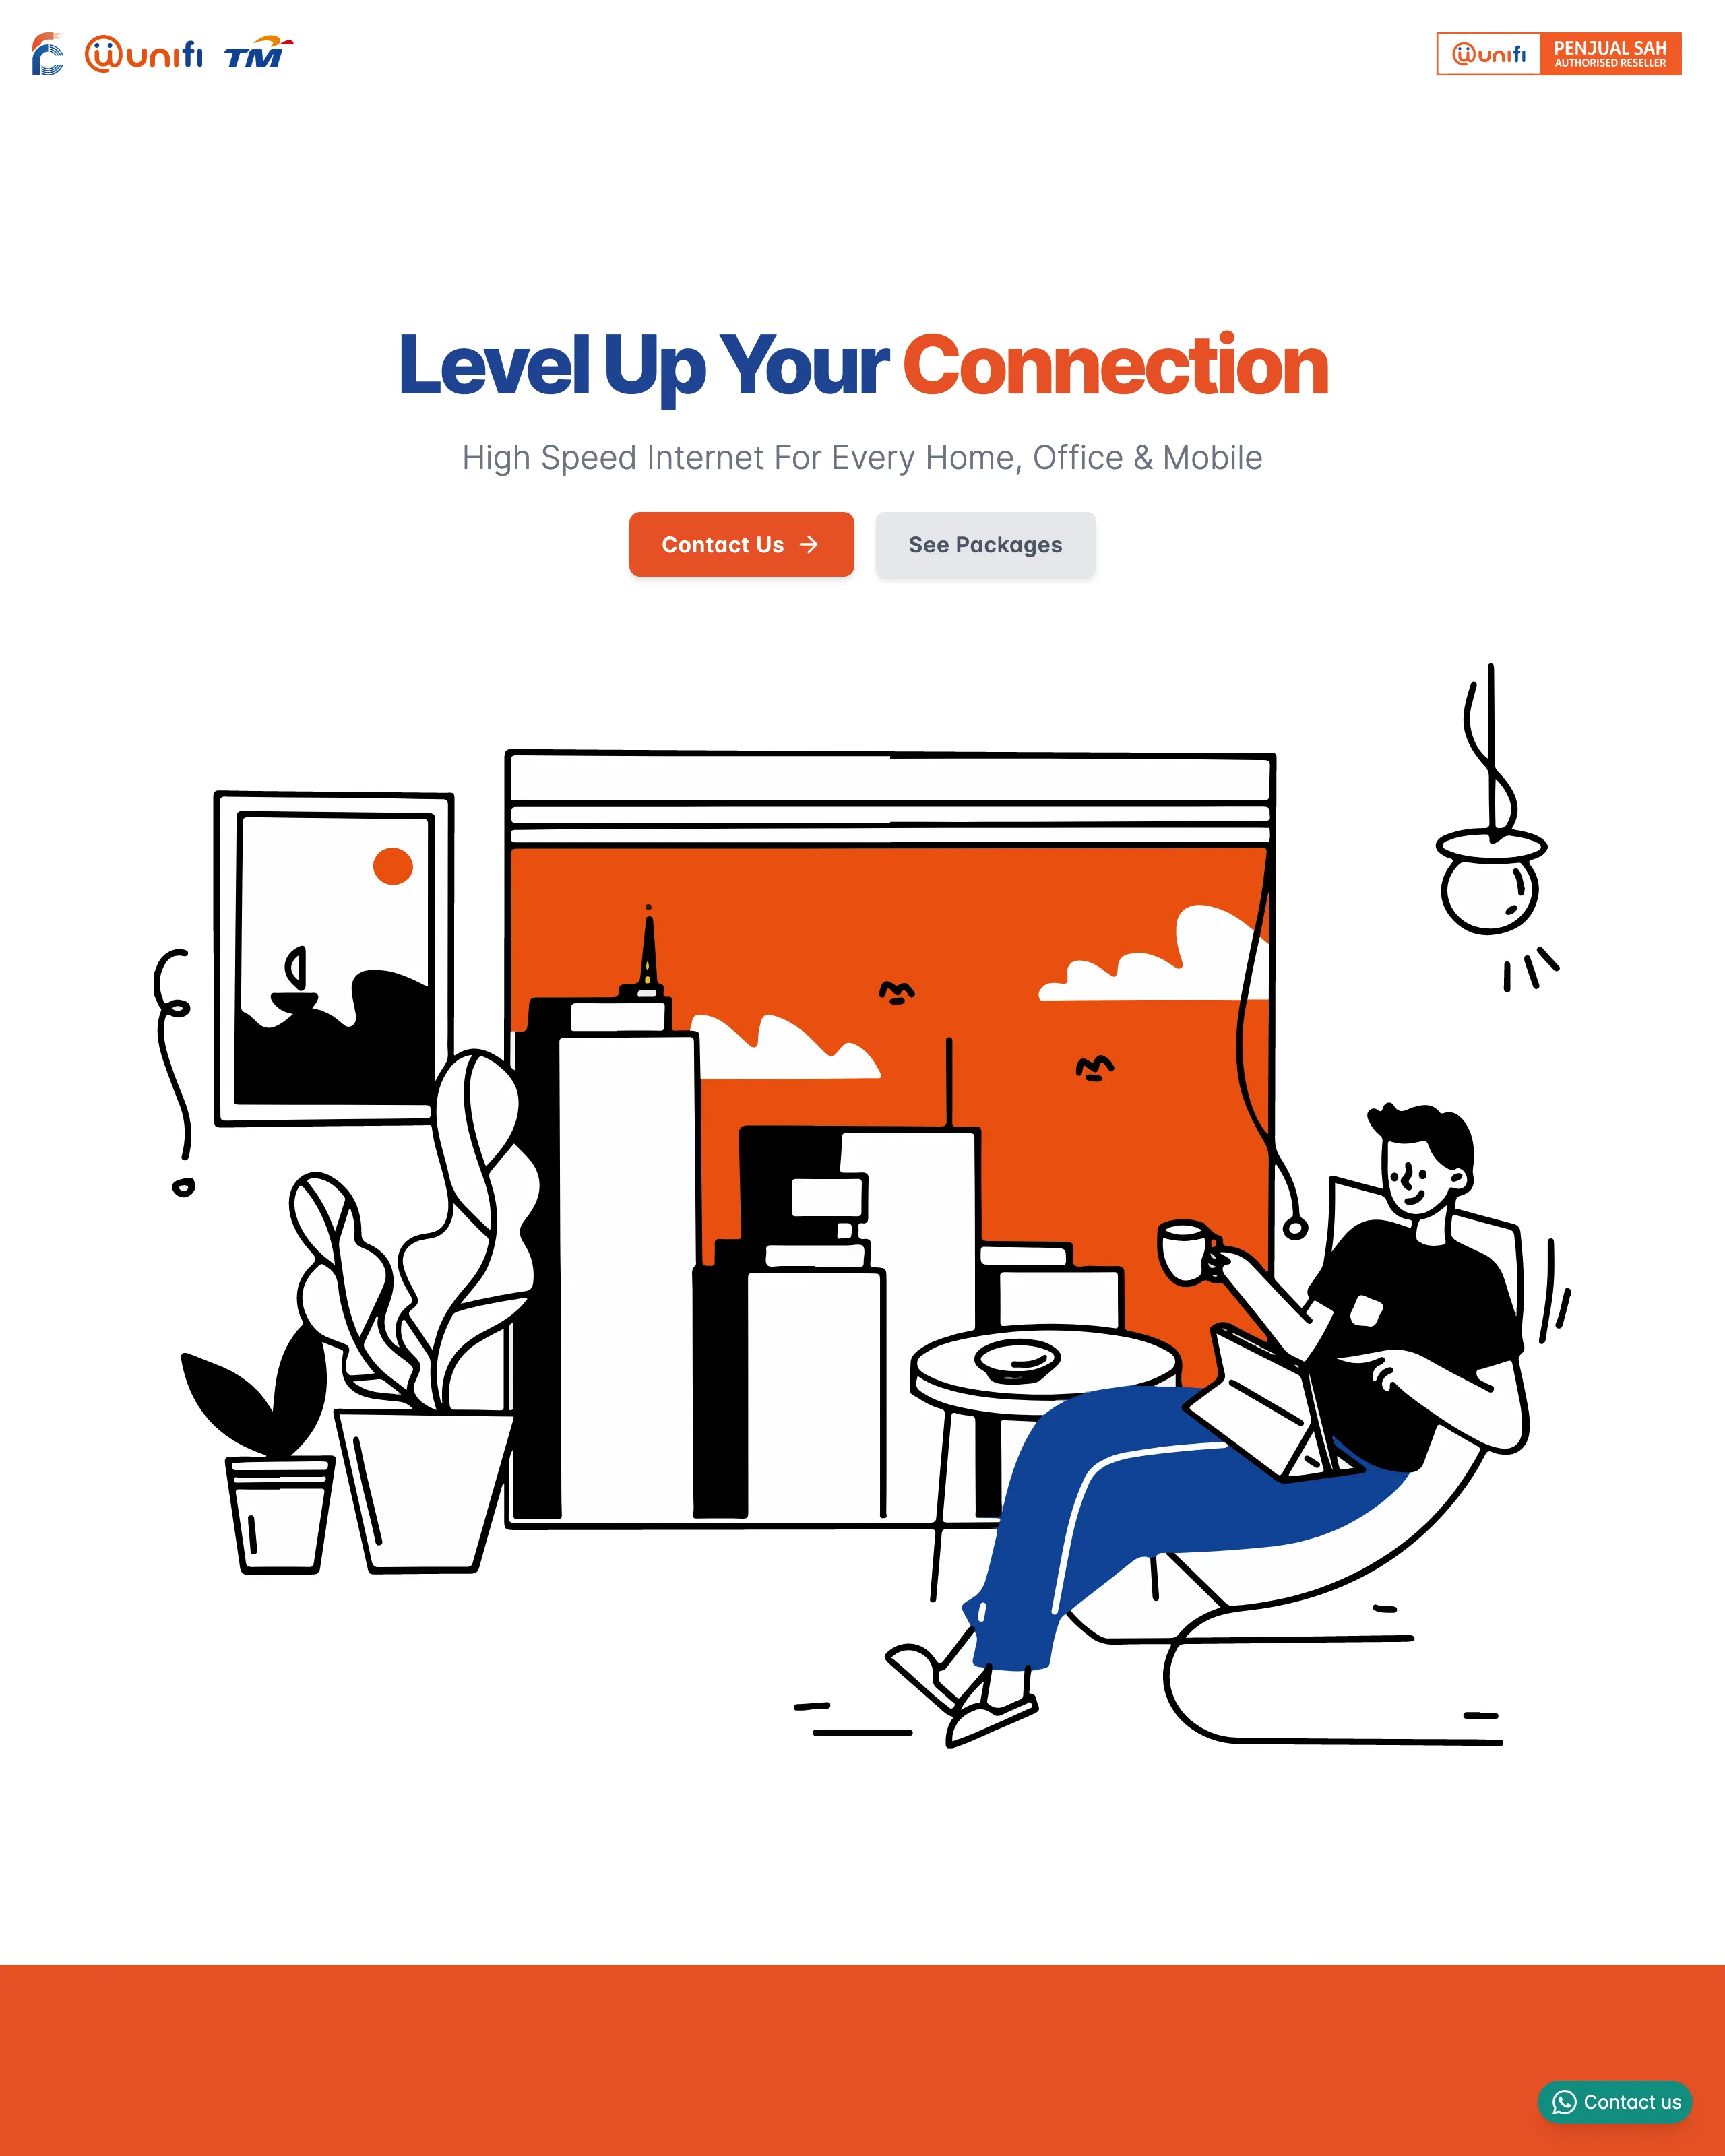 unifi
TM
unifi
PENJUAL SAH
AUTHORISED RESELLER
Level Up Your Connection
High Speed Internet For Every Home, Office & Mobile
Contact Us
See Packages
Contact us